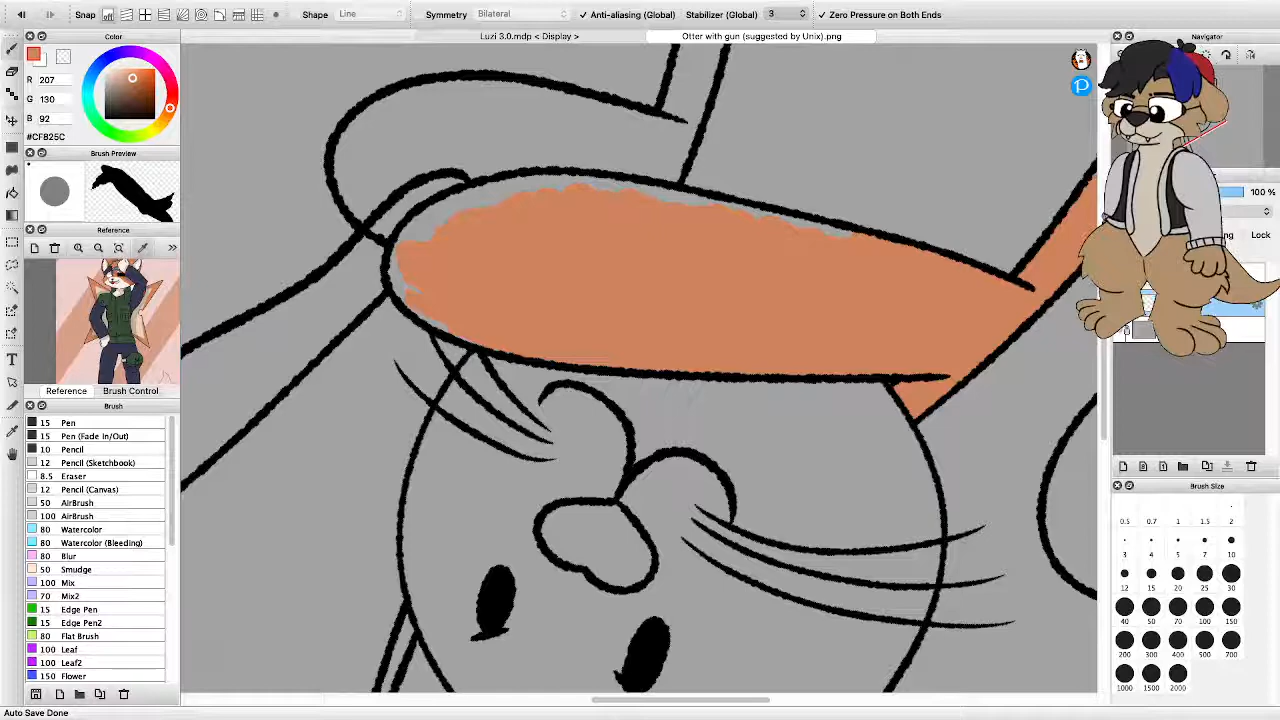 Snap
Shape Line
Symmetry Bilateral
✓ Anti-aliasing (Global)
Stabilizer (Global) 3
✓ Zero Pressure on Both Ends
Color
Luzi 3.0.mdp < Display >
Otter with gun (suggested by Unix).png
Navigator
R 207
G 130
B 92
#CF825C
Brush Preview
100 %
Lock
Reference
Reference Brush Control
Brush
15 Pen
15 Pen (Fade In/Out)
10 Pencil
12 Pencil (Sketchbook)
8.5 Eraser
12 Pencil (Canvas)
50 AirBrush
100 AirBrush
80 Watercolor
80 Watercolor (Bleeding)
80 Blur
50 Smudge
100 Mix
70 Mix2
15 Edge Pen
15 Edge Pen2
80 Flat Brush
100 Leaf
100 Leaf2
150 Flower
Brush Size
0.5 0.7 1 1.5 2
3 4 5 7 10
12 15 20 25 30
40 50 70 100 150
200 300 400 500 700
1000 1500 2000
Auto Save Done